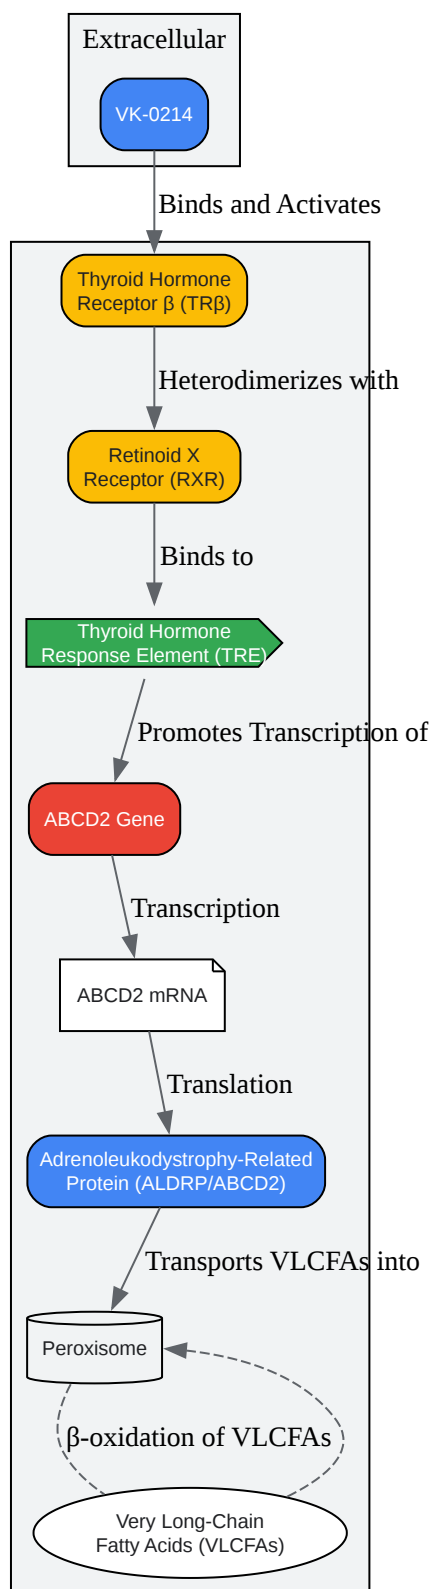 Extracellular
VK-0214
Binds and Activates
Thyroid Hormone
Receptor β (TRβ)
Heterodimerizes with
Retinoid X
Receptor (RXR)
Binds to
Thyroid Hormone
Response Element (TRE)
Promotes Transcription of
ABCD2 Gene
Transcription
ABCD2 mRNA
Translation
Adrenoleukodystrophy-Related
Protein (ALDRP/ABCD2)
Transports VLCFAs into
Peroxisome
β-oxidation of VLCFAs
Very Long-Chain
Fatty Acids (VLCFAs)